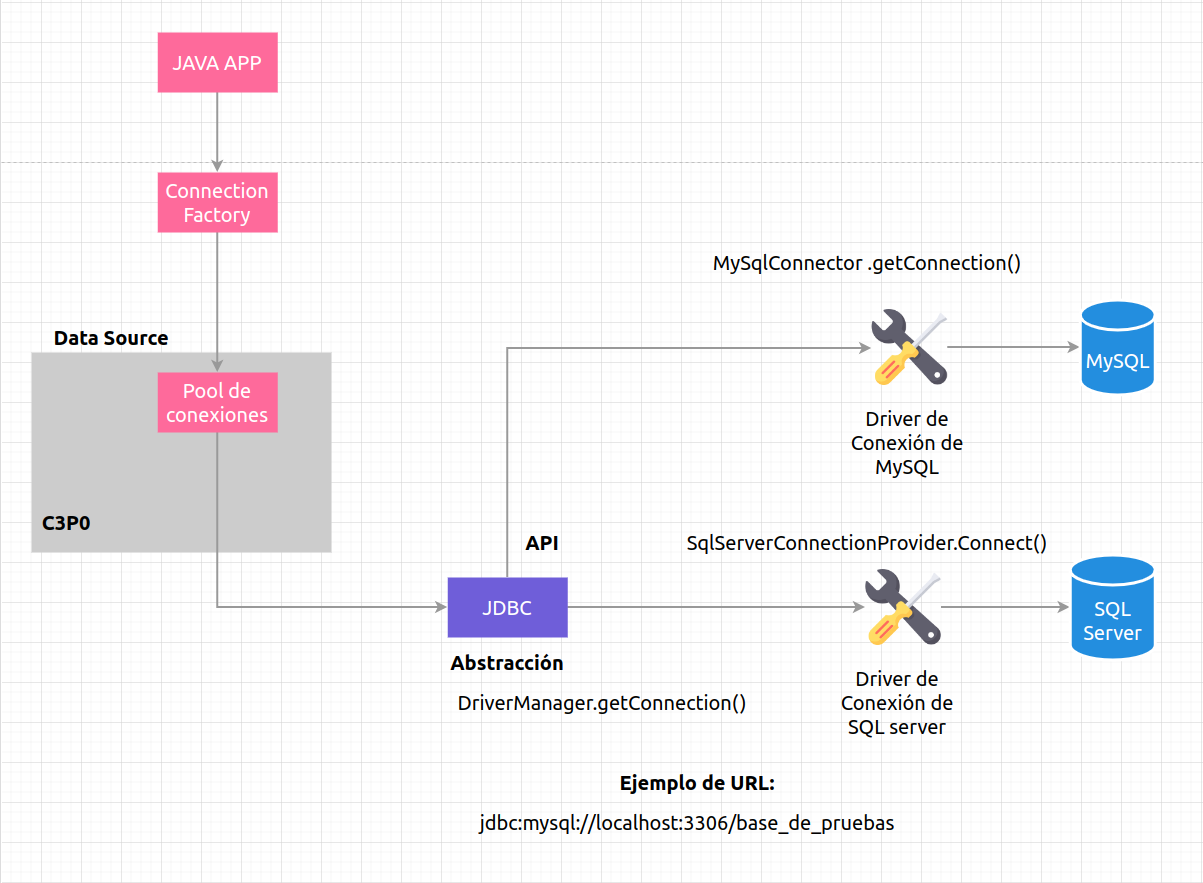 JAVA APP
Connection
Factory
Data Source
Pool de
conexiones
C3P0
MySqlConnector .getConnection()
MySQL
Driver de
Conexión de
MySQL
API
SqlServerConnectionProvider.Connect()
JDBC
SQL
Server
Abstracción
DriverManager.getConnection()
Driver de
Conexión de
SQL server
Ejemplo de URL:
jdbc:mysql://localhost:3306/base_de_pruebas